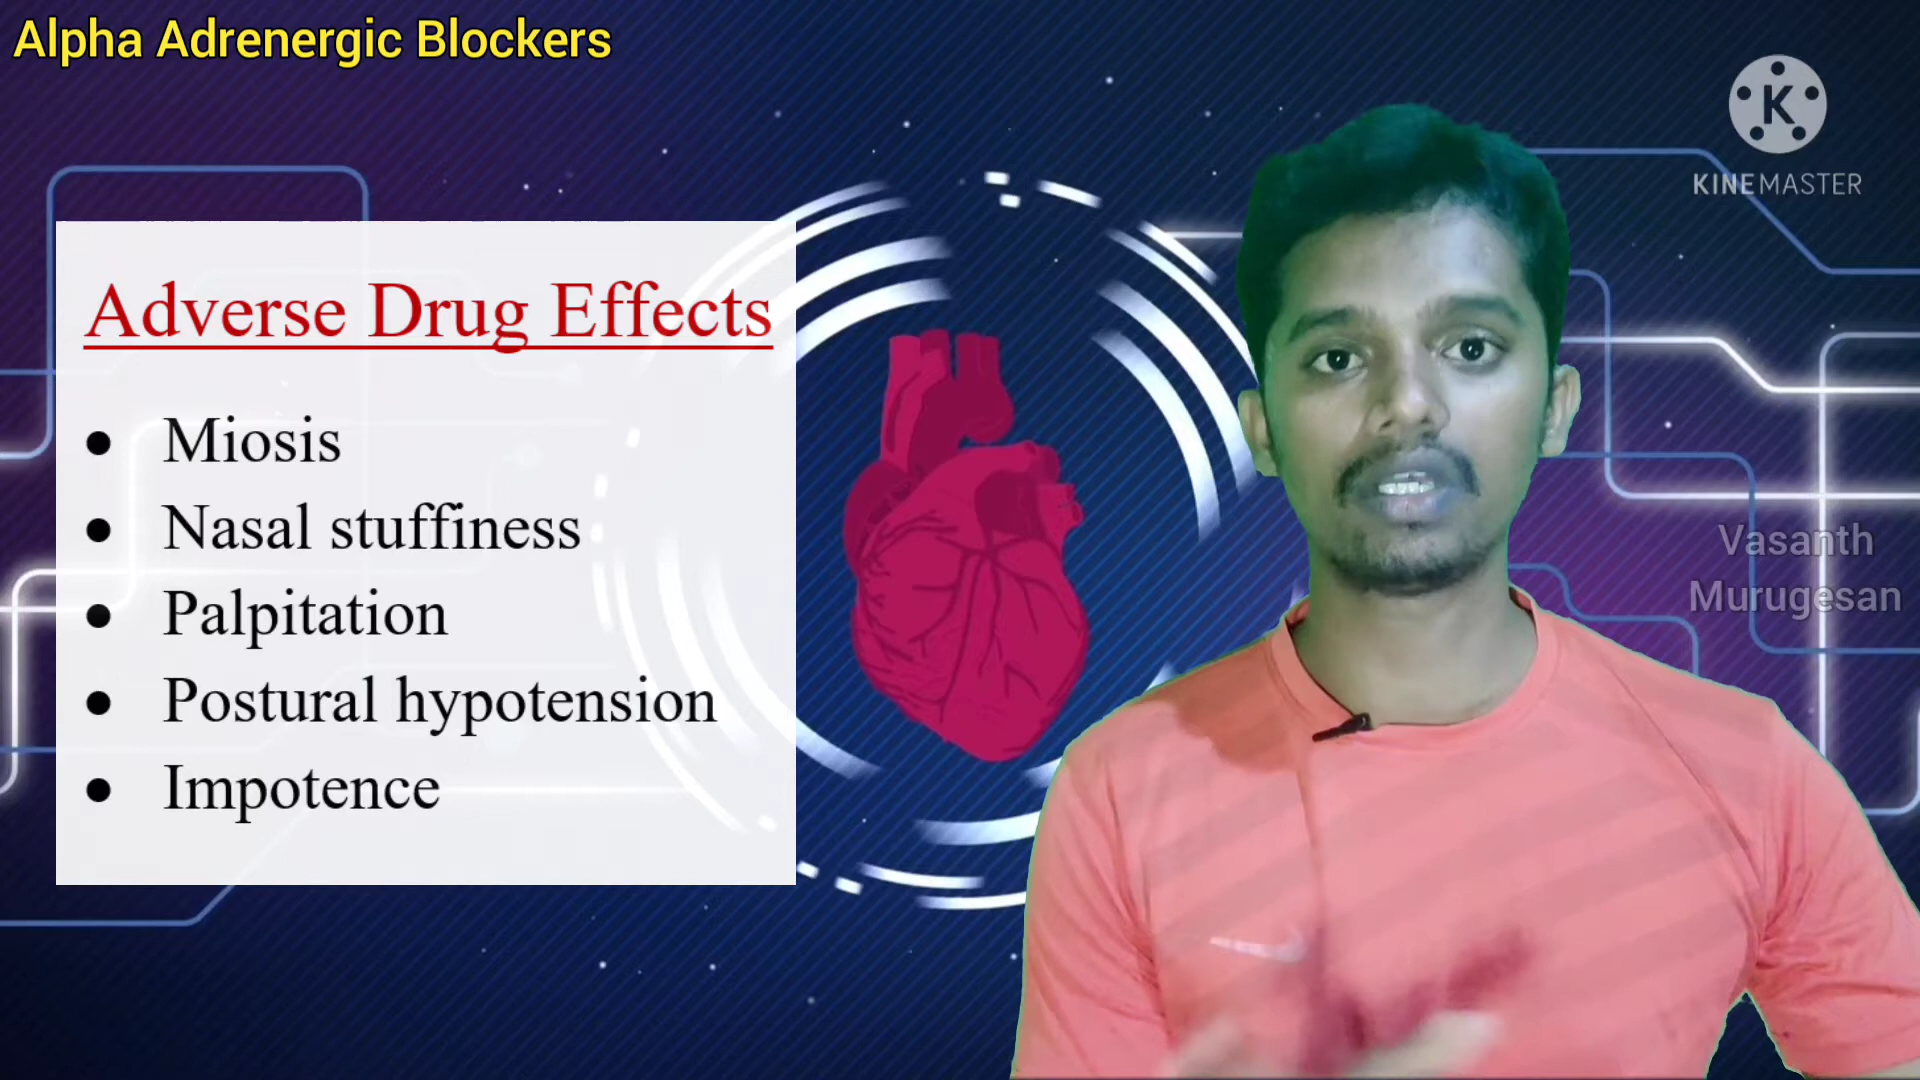 Alpha Adrenergic Blockers
K
KINEMASTER
Adverse Drug Effects
• Miosis
• Nasal stuffiness
• Palpitation
• Postural hypotension
• Impotence
Vasanth
Murugesan